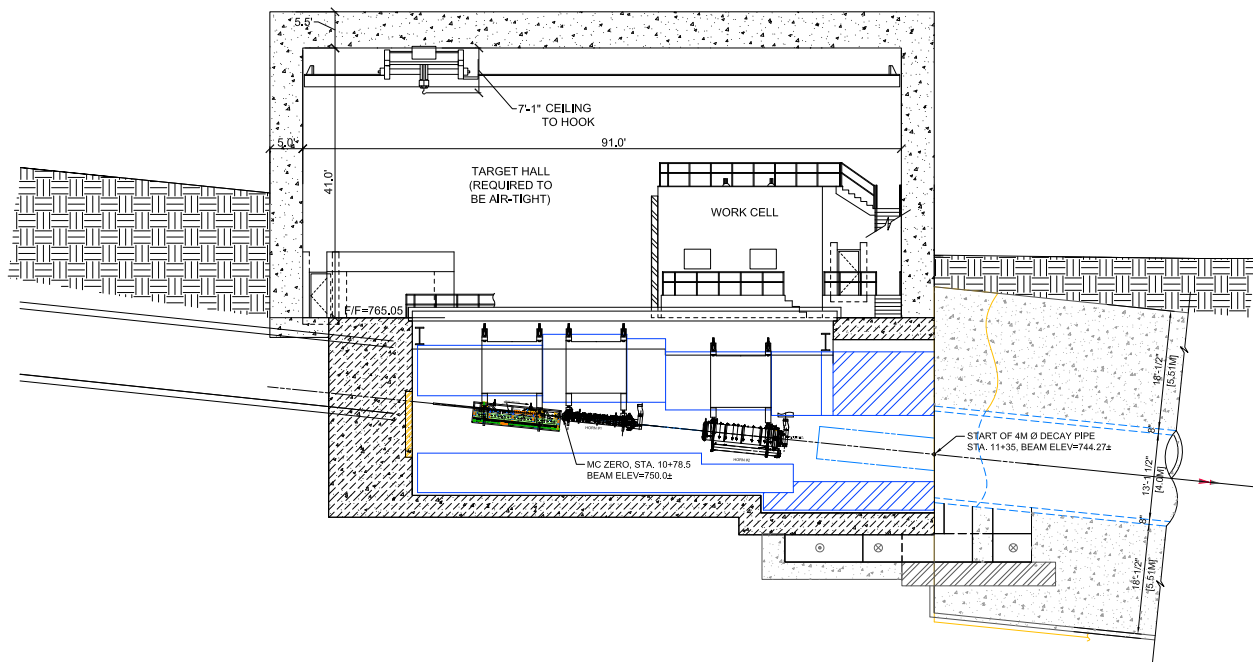 5.5'
7'-1" CEILING
TO HOOK
5.0'
91.0'
41.0'
TARGET HALL
(REQUIRED TO
BE AIR-TIGHT)
WORK CELL
F/F=765.05
18'-1/2"
[5.51M]
8"
START OF 4M Ø DECAY PIPE
STA. 11+35, BEAM ELEV=744.27±
MC ZERO, STA. 10+78.5
BEAM ELEV=750.0±
13'-1 1/2"
[4.0M]
8"
18'-1/2"
[5.51M]